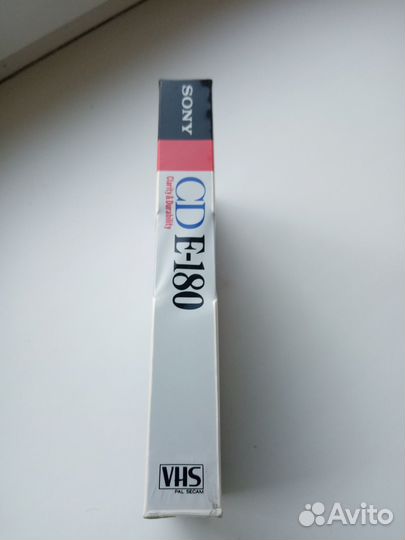 SONY
CD E-180
Clarity & Durability
VHS
PAL SECAM
Avito